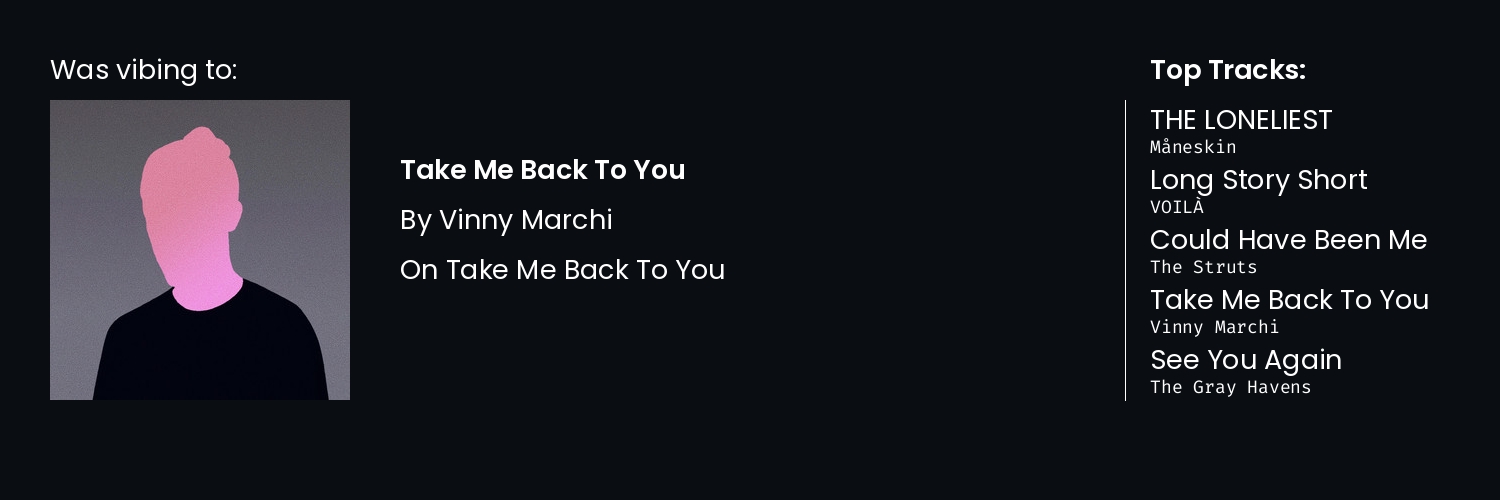 Was vibing to:
Take Me Back To You
By Vinny Marchi
On Take Me Back To You
Top Tracks:
THE LONELIEST
Måneskin
Long Story Short
VOILÀ
Could Have Been Me
The Struts
Take Me Back To You
Vinny Marchi
See You Again
The Gray Havens